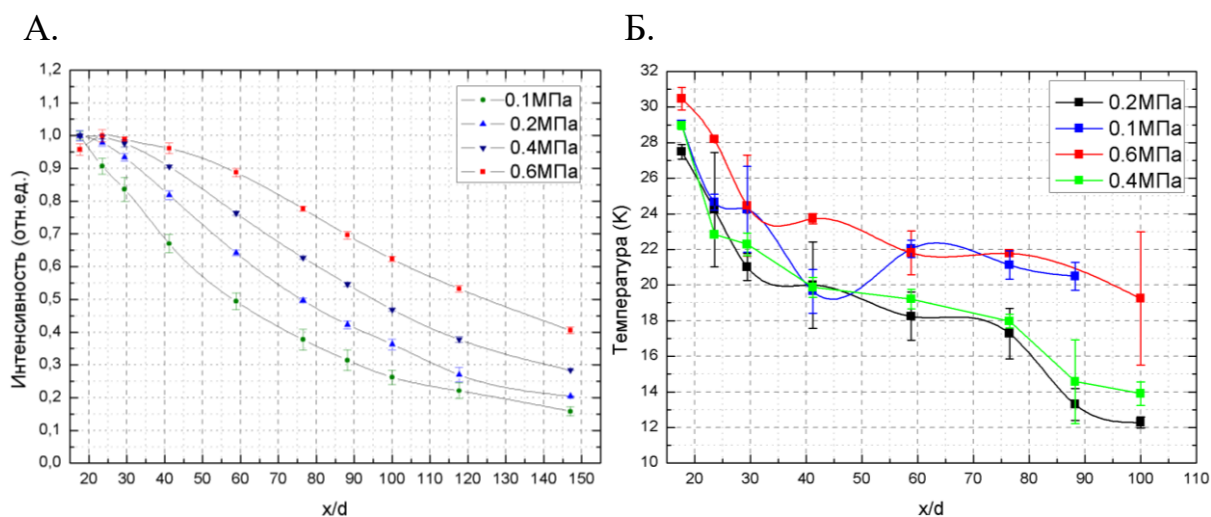 А.
Б.
1,2
1,1
1,0
0,9
0,8
0,7
0,6
0,5
0,4
0,3
0,2
0,1
0,0
Интенсивность (отн.ед.)
20 30 40 50 60 70 80 90 100 110 120 130 140 150
x/d
0.1МПа
0.2МПа
0.4МПа
0.6МПа
32
30
28
26
24
22
20
18
16
14
12
10
Температура (K)
10 20 30 40 50 60 70 80 90 100 110
x/d
0.2МПа
0.1МПа
0.6МПа
0.4МПа